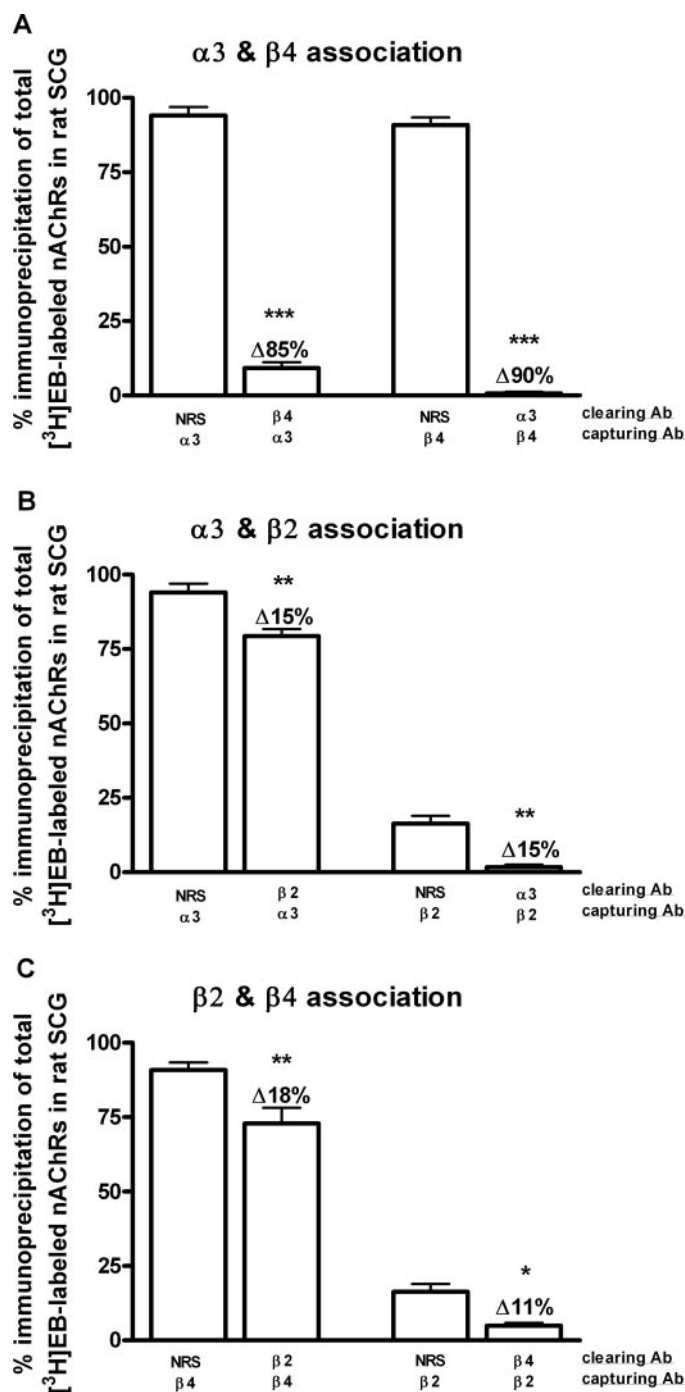 A
α3 & β4 association
% immunoprecipitation of total
[³H]EB-labeled nAChRs in rat SCG
100
75
50
25
0
***
Δ85%
***
Δ90%
NRS β4 NRS α3 clearing Ab
α3 α3 β4 β4 capturing Ab
B
α3 & β2 association
% immunoprecipitation of total
[³H]EB-labeled nAChRs in rat SCG
100
75
50
25
0
**
Δ15%
**
Δ15%
NRS β2 NRS α3 clearing Ab
α3 α3 β2 β2 capturing Ab
C
β2 & β4 association
% immunoprecipitation of total
[³H]EB-labeled nAChRs in rat SCG
100
75
50
25
0
**
Δ18%
*
Δ11%
NRS β2 NRS β4 clearing Ab
β4 β4 β2 β2 capturing Ab